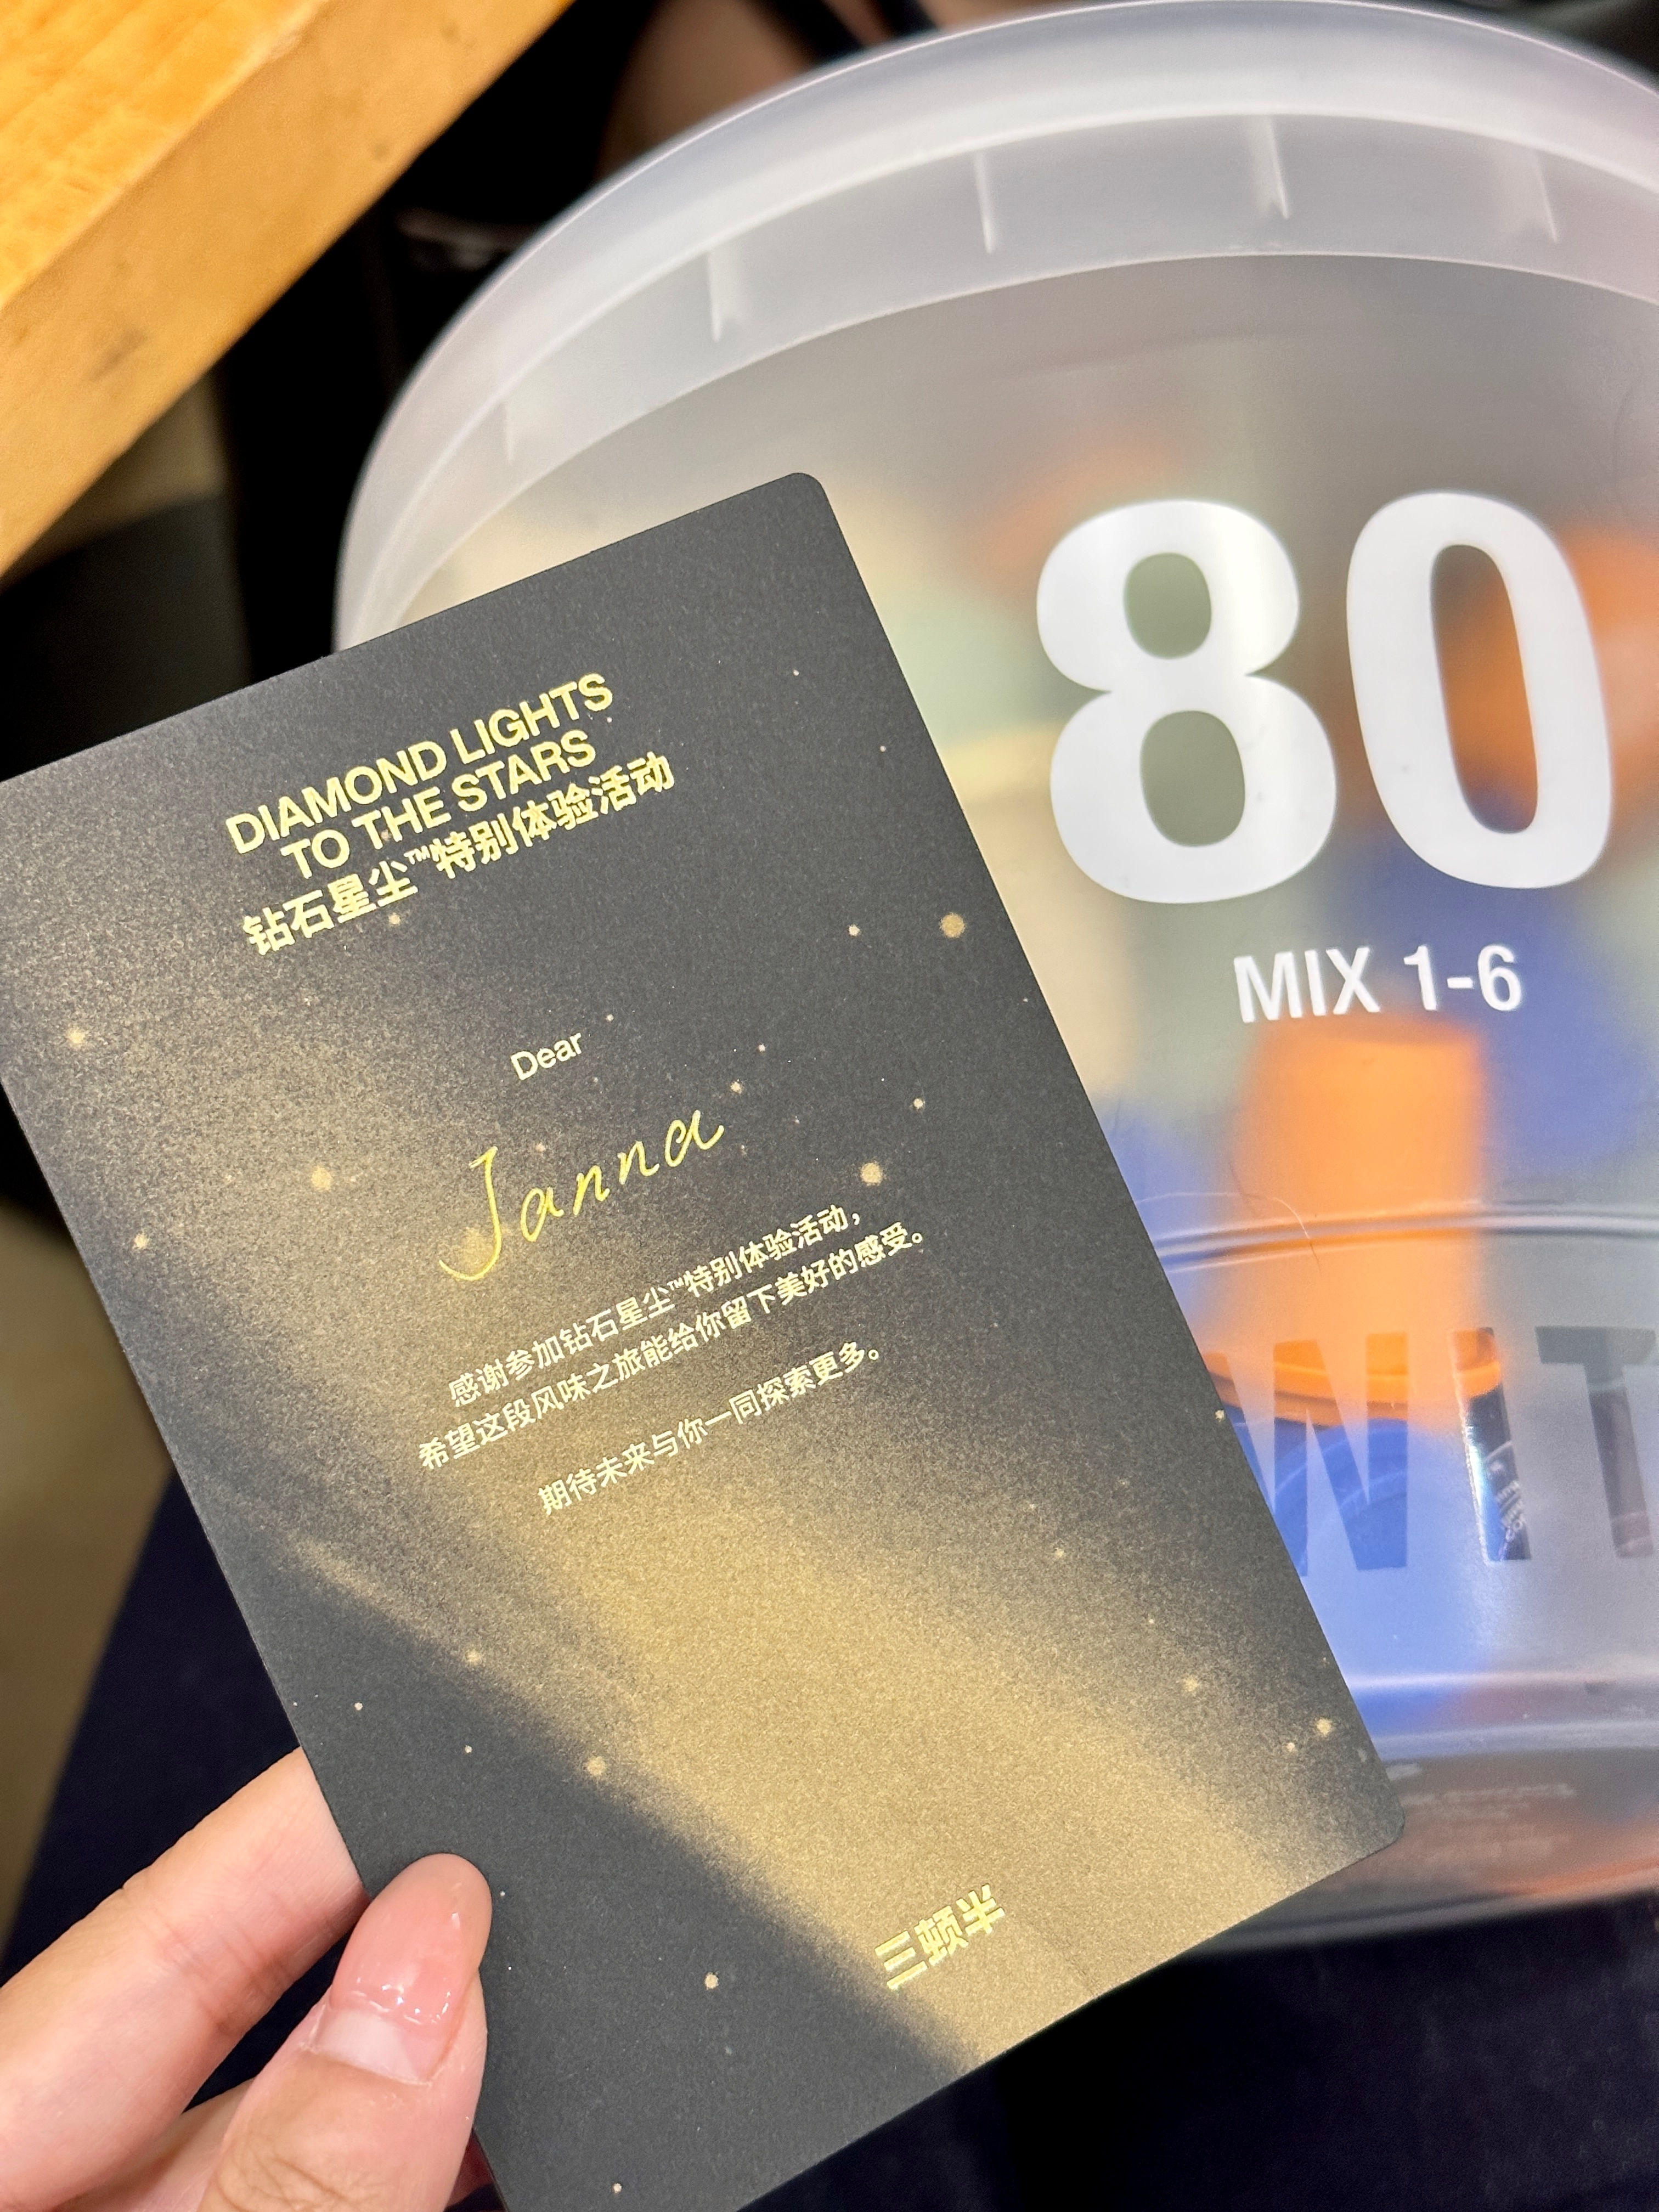 DIAMOND LIGHTS
TO THE STARS
钻石星尘™特别体验活动
Dear
Janna
感谢参加钻石星尘™特别体验活动，
希望这段风味之旅能给你留下美好的感受。
期待未来与你一同探索更多。
三顿半
80
MIX 1-6
WIT